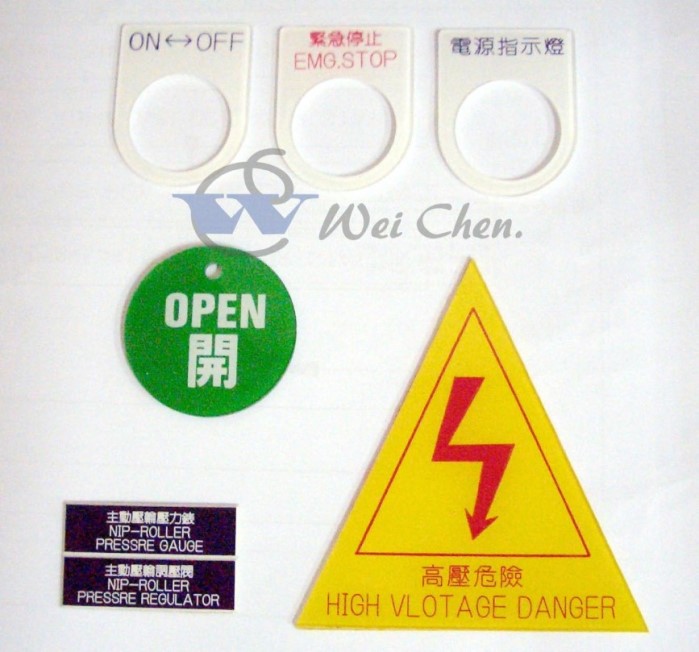 ON↔OFF
緊急停止
EMG.STOP
電源指示燈
Wei Chen.
OPEN
開
主動壓輪壓力錶
NIP-ROLLER
PRESSRE GAUGE
主動壓輪調壓閥
NIP-ROLLER
PRESSRE REGULATOR
高壓危險
HIGH VLOTAGE DANGER